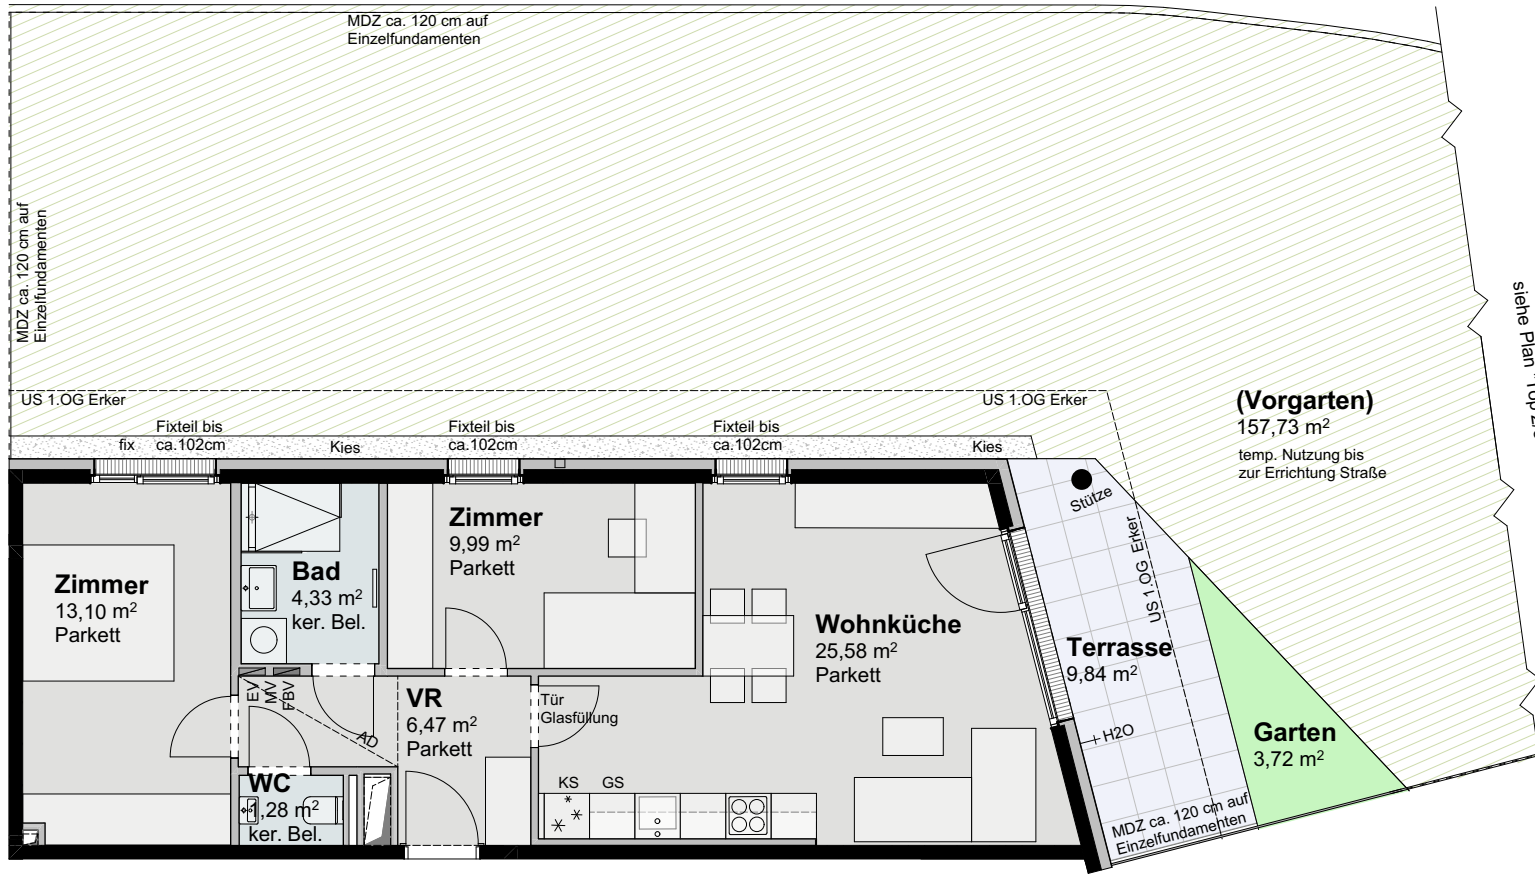 MDZ ca. 120 cm auf
Einzelfundamenten
MDZ ca. 120 cm auf
Einzelfundamenten
siehe Plan
US 1.OG Erker
US 1.OG Erker
(Vorgarten)
157,73 m²
temp. Nutzung bis
zur Errichtung Straße
Fixteil bis
fix ca.102cm
Kies
Fixteil bis
ca.102cm
Fixteil bis
ca.102cm
Kies
Stütze
US 1.OG Erker
Zimmer
13,10 m²
Parkett
Bad
4,33 m²
ker. Bel.
Zimmer
9,99 m²
Parkett
Wohnküche
25,58 m²
Parkett
Terrasse
9,84 m²
Garten
3,72 m²
H2O
EV
MV
FBV
AD
VR
6,47 m²
Parkett
Tür
Glasfüllung
WC
1,28 m²
ker. Bel.
KS
GS
MDZ ca. 120 cm auf
Einzelfundamenten